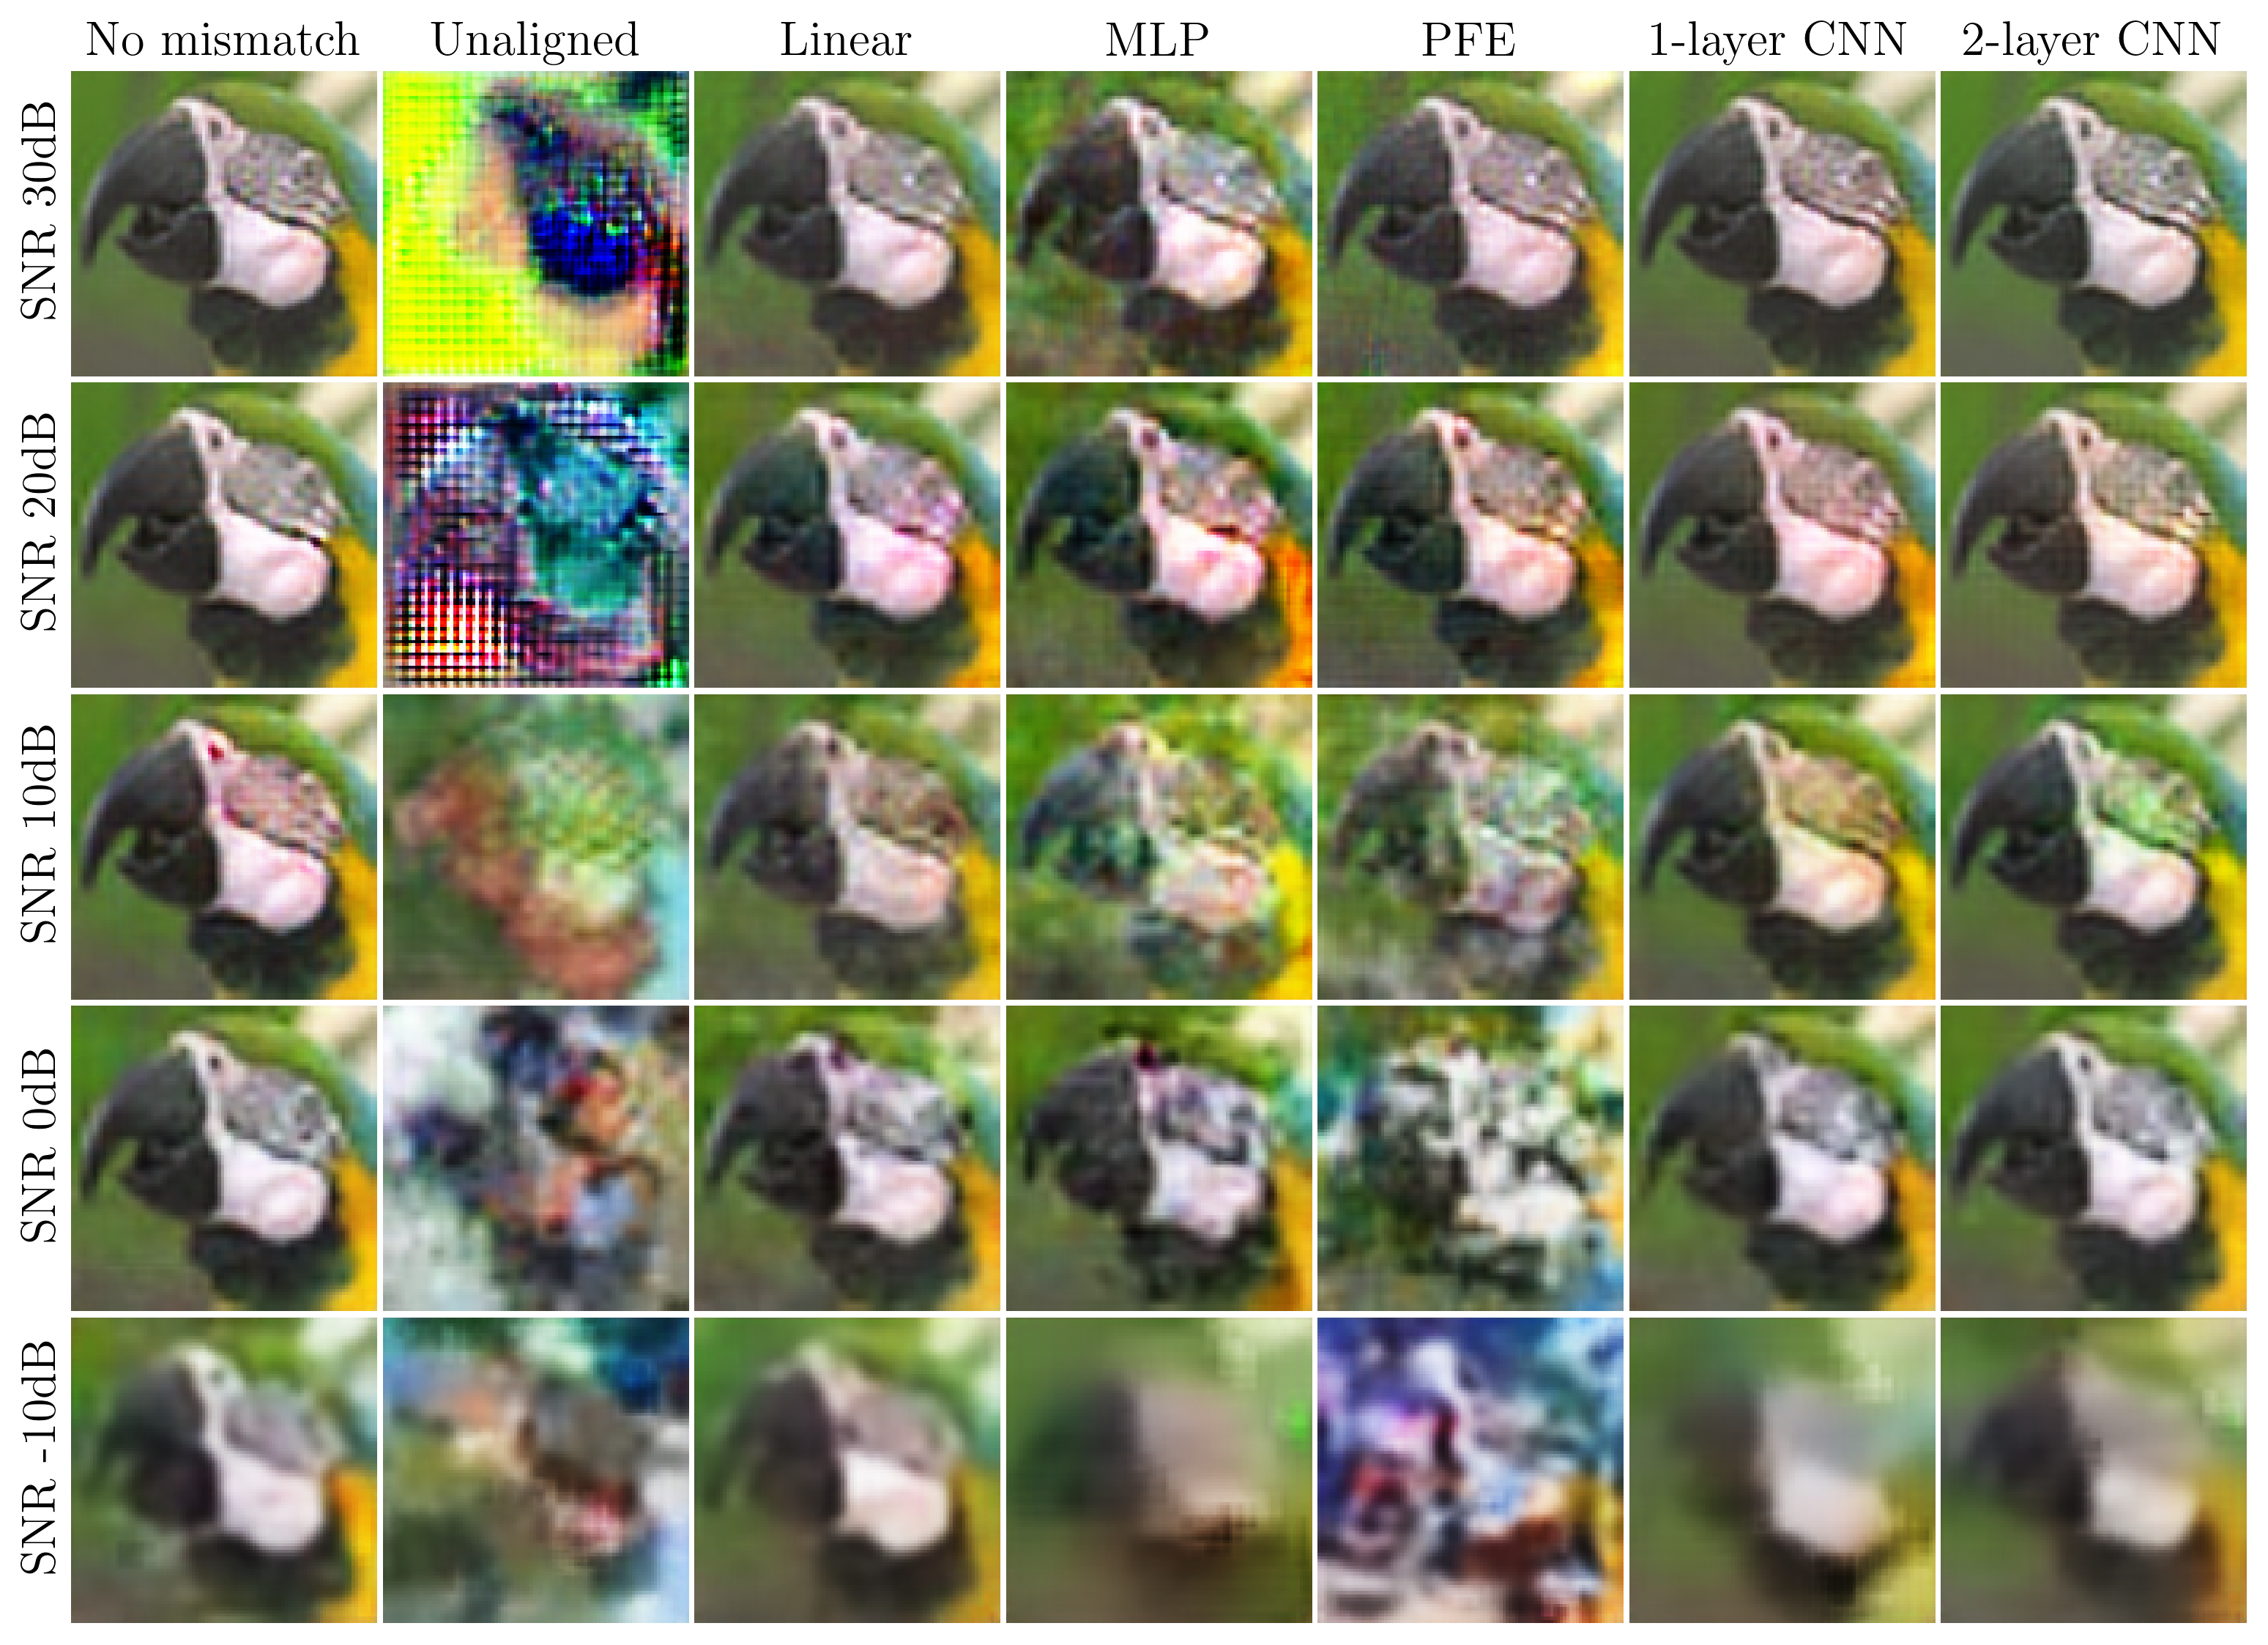 No mismatch Unaligned Linear MLP PFE 1-layer CNN 2-layer CNN
SNR 30dB
SNR 20dB
SNR 10dB
SNR 0dB
SNR -10dB